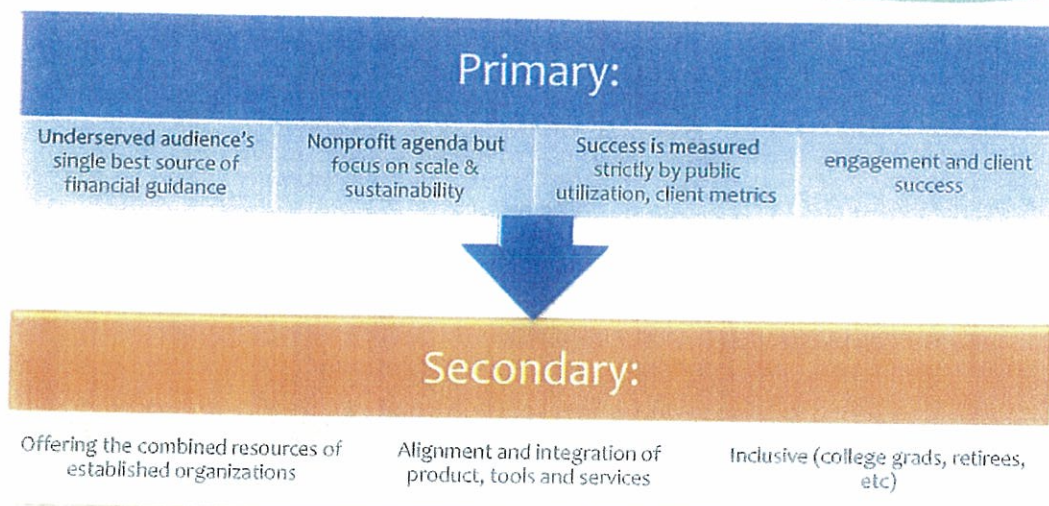 Primary:
Underserved audience's
single best source of
financial guidance
Nonprofit agenda but
focus on scale &
sustainability
Success is measured
strictly by public
utilization, client metrics
engagement and client
success
Secondary:
Offering the combined resources of
established organizations
Alignment and integration of
product, tools and services
Inclusive (college grads, retirees,
etc)